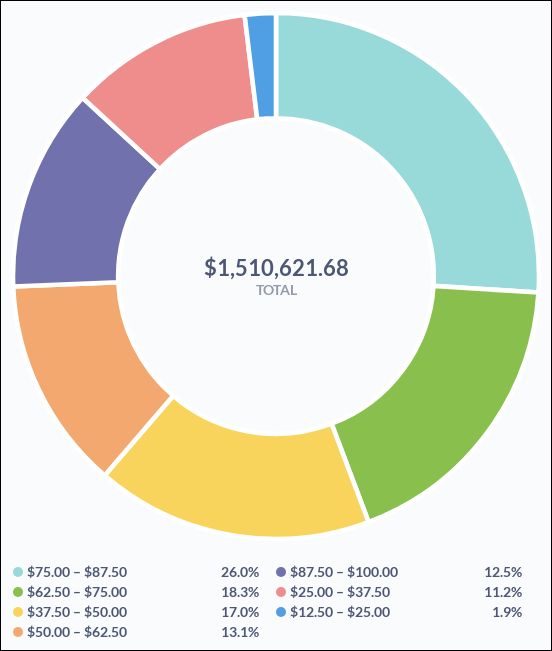 $1,510,621.68
TOTAL
$75.00 – $87.50 26.0%
$62.50 – $75.00 18.3%
$37.50 – $50.00 17.0%
$50.00 – $62.50 13.1%
$87.50 – $100.00 12.5%
$25.00 – $37.50 11.2%
$12.50 – $25.00 1.9%